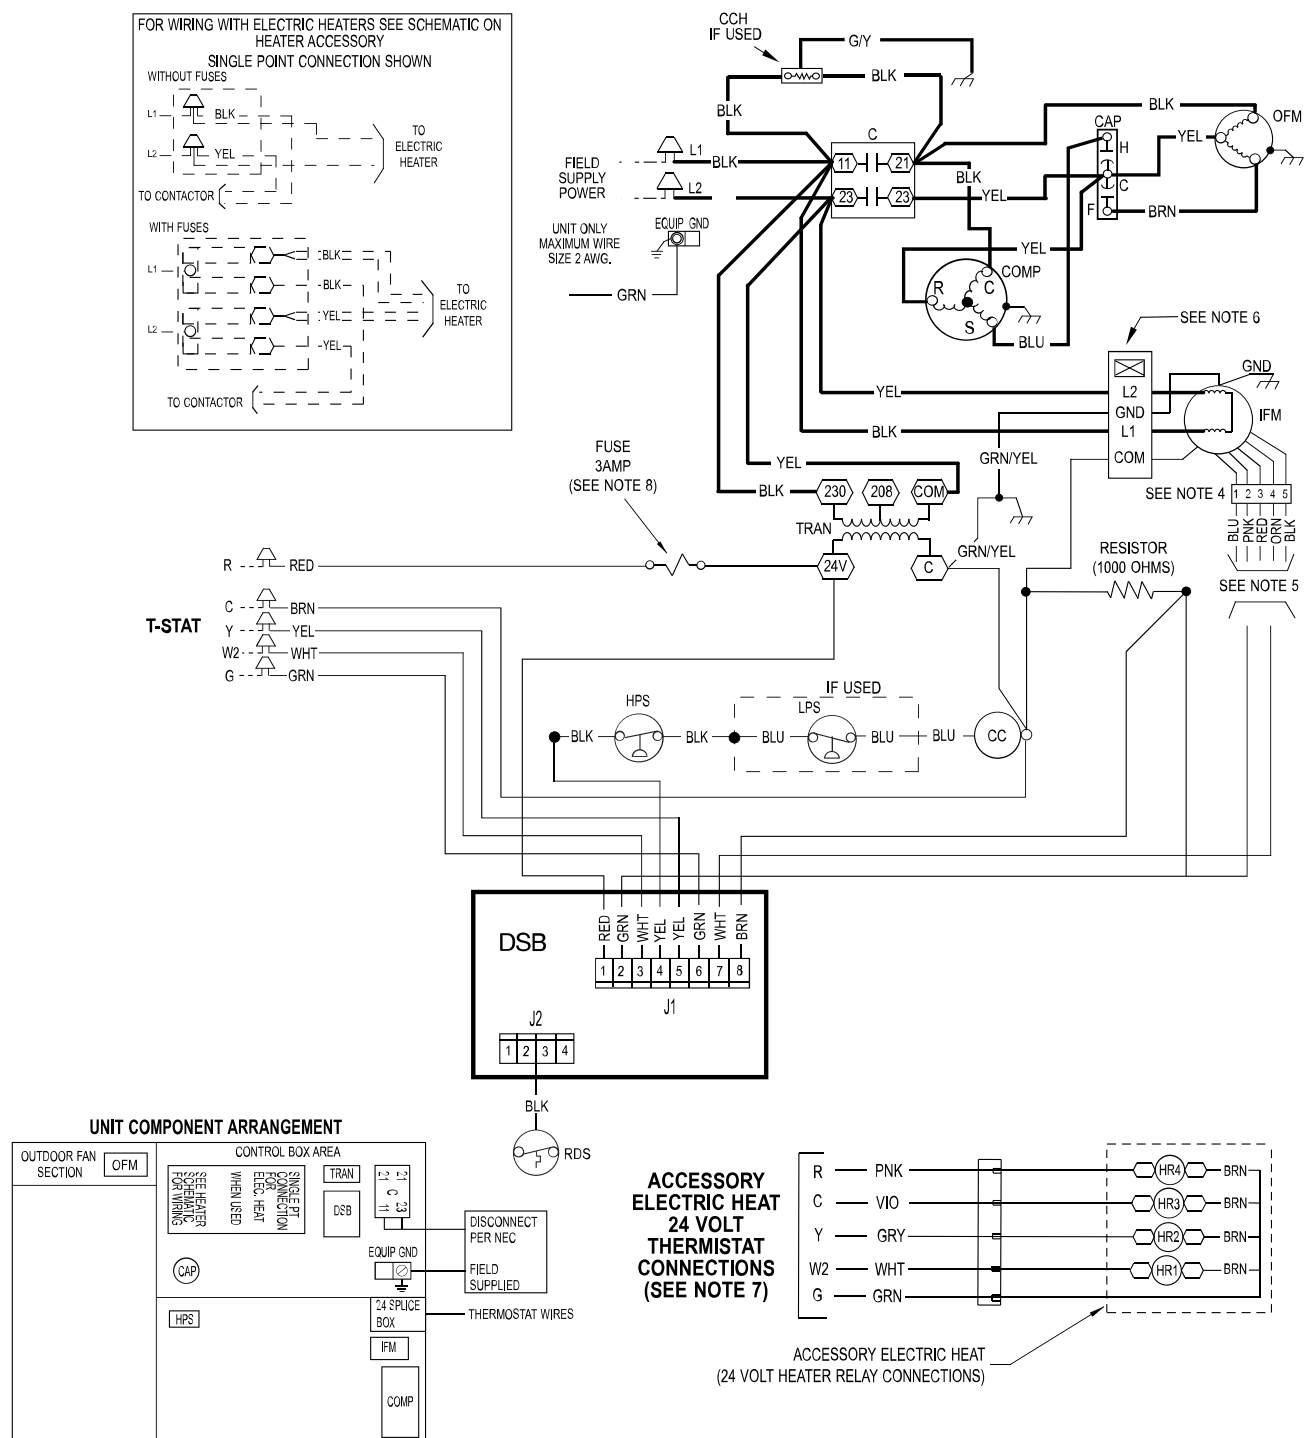 FOR WIRING WITH ELECTRIC HEATERS SEE SCHEMATIC ON
HEATER ACCESSORY
SINGLE POINT CONNECTION SHOWN
WITHOUT FUSES
L1
BLK
L2
YEL
TO
ELECTRIC
HEATER
TO CONTACTOR
WITH FUSES
L1
BLK
BLK
L2
YEL
YEL
TO
ELECTRIC
HEATER
TO CONTACTOR
CCH
IF USED
G/Y
BLK
BLK
BLK
OFM
CAP
H
C
F
YEL
BRN
FIELD
SUPPLY
POWER
L1
BLK
L2
C
11
21
23
23
BLK
YEL
UNIT ONLY
MAXIMUM WIRE
SIZE 2 AWG.
EQUIP GND
GRN
YEL
COMP
R
C
S
BLU
SEE NOTE 6
YEL
L2
GND
L1
COM
GND
IFM
BLK
GRN/YEL
FUSE
3AMP
(SEE NOTE 8)
YEL
BLK
230
208
COM
TRAN
24V
C
GRN/YEL
SEE NOTE 4
1 2 3 4 5
BLU
PNK
RED
ORN
BLK
SEE NOTE 5
RESISTOR
(1000 OHMS)
T-STAT
R
RED
C
BRN
Y
YEL
W2
WHT
G
GRN
IF USED
HPS
LPS
BLK
BLK
BLU
BLU
BLU
CC
DSB
RED
GRN
WHT
YEL
YEL
GRN
WHT
BRN
1 2 3 4 5 6 7 8
J1
J2
1 2 3 4
BLK
RDS
UNIT COMPONENT ARRANGEMENT
OUTDOOR FAN
SECTION
OFM
CONTROL BOX AREA
SINGLE PT
CONNECTION
FOR
ELEC. HEAT
WHEN USED
SEE HEATER
SCHEMATIC
FOR WIRING
TRAN
DSB
21 21
C
11 23
CAP
EQUIP GND
DISCONNECT
PER NEC
FIELD
SUPPLIED
HPS
24 SPLICE
BOX
THERMOSTAT WIRES
IFM
COMP
ACCESSORY
ELECTRIC HEAT
24 VOLT
THERMISTAT
CONNECTIONS
(SEE NOTE 7)
R
PNK
HR4
BRN
C
VIO
HR3
BRN
Y
GRY
HR2
BRN
W2
WHT
HR1
BRN
G
GRN
ACCESSORY ELECTRIC HEAT
(24 VOLT HEATER RELAY CONNECTIONS)